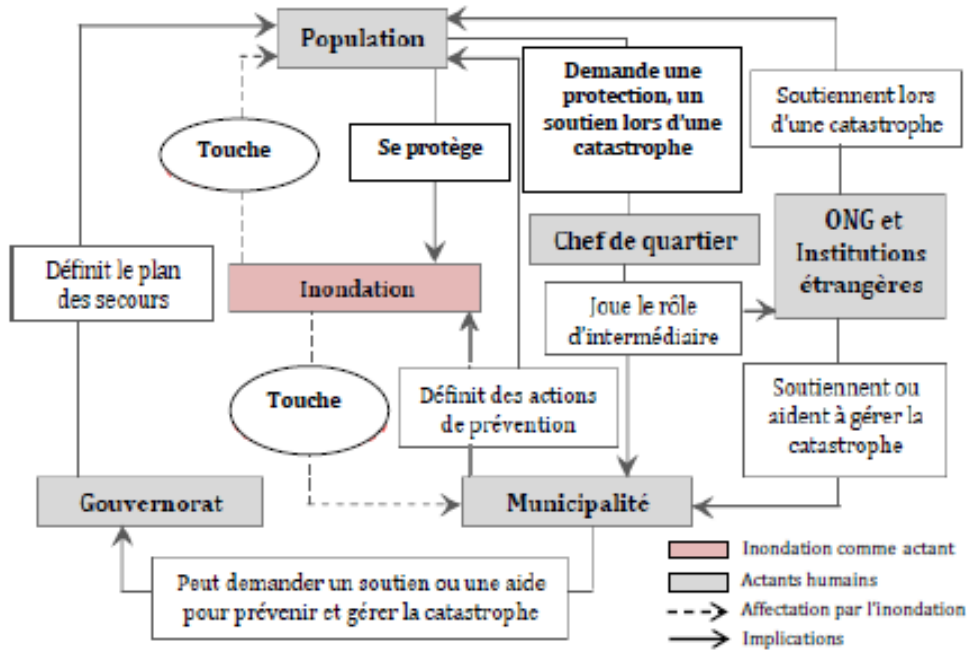 Population
Demande une
protection, un
soutien lors d'une
catastrophe
Soutiennent lors
d'une catastrophe
Touche
Se protège
Chef de quartier
ONG et
Institutions
étrangères
Définit le plan
des secours
Inondation
Joue le rôle
d'intermédiaire
Touche
Définit des actions
de prévention
Soutiennent ou
aident à gérer la
catastrophe
Gouvernorat
Municipalité
Peut demander un soutien ou une aide
pour prévenir et gérer la catastrophe
Inondation comme actant
Actants humains
Affectation par l'inondation
Implications